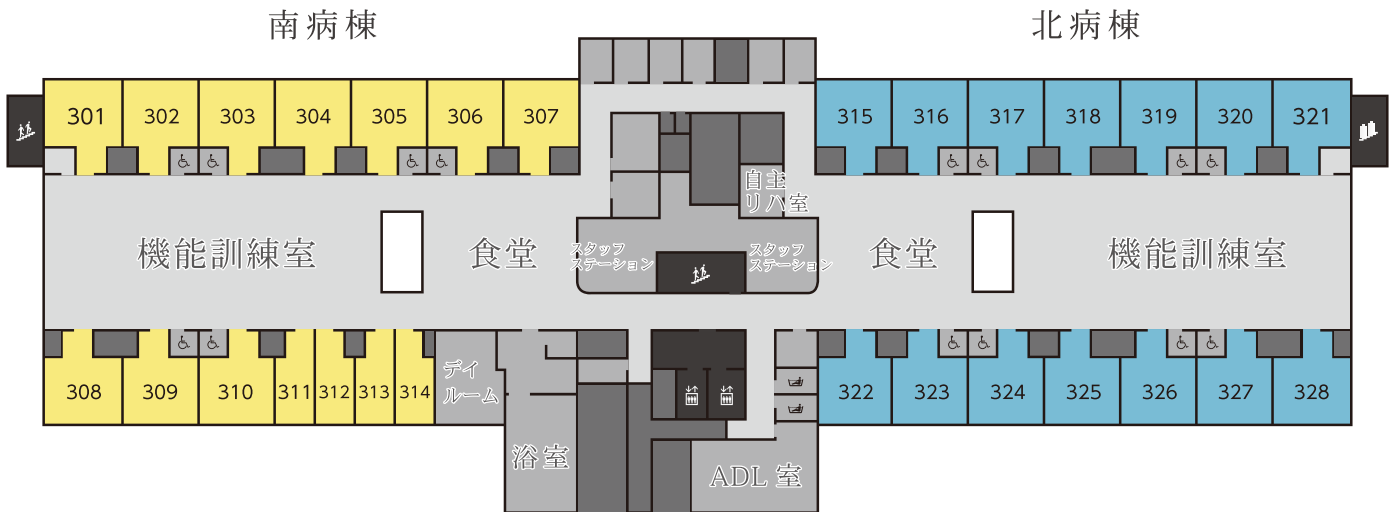 南病棟
北病棟
301
302
303
304
305
306
307
315
316
317
318
319
320
321
自主
リハ室
機能訓練室
食堂
スタッフ
ステーション
スタッフ
ステーション
食堂
機能訓練室
308
309
310
311
312
313
314
デイ
ルーム
浴室
ADL 室
322
323
324
325
326
327
328